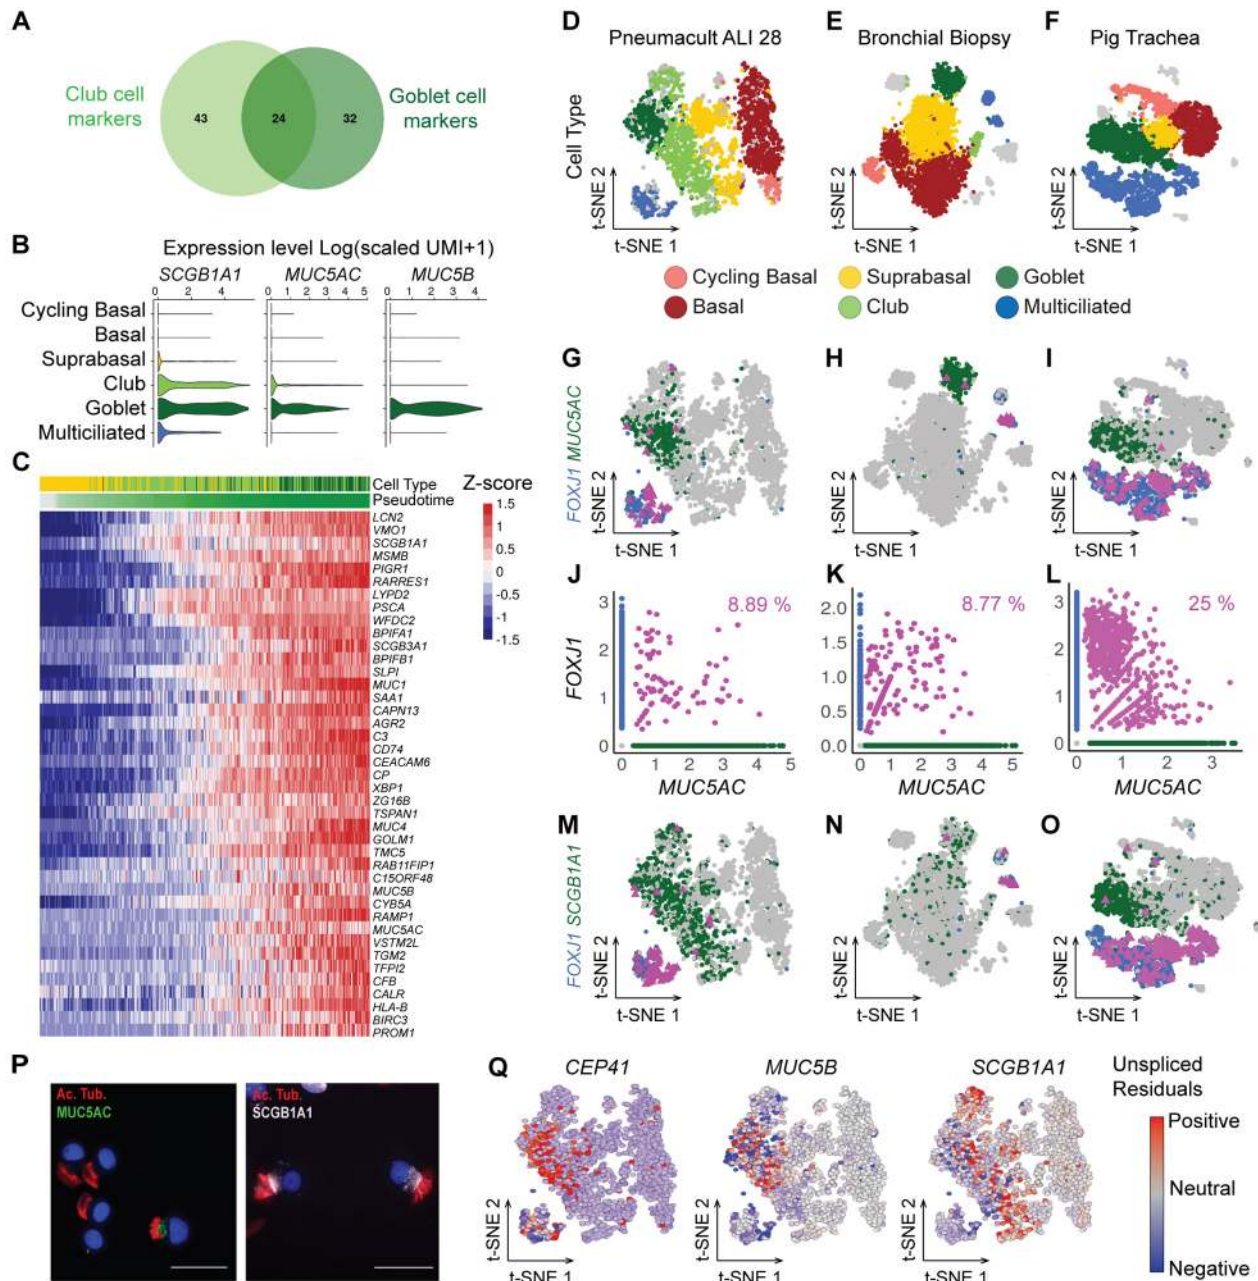 A
Club cell
markers
43
24
32
Goblet cell
markers
B
Expression level Log(scaled UMI+1)
SCGB1A1
MUC5AC
MUC5B
0 2 4
0 1 2 3 4 5
0 1 2 3 4
Cycling Basal
Basal
Suprabasal
Club
Goblet
Multiciliated
C
Cell Type
Pseudotime
Z-score
1.5
1
0.5
0
-0.5
-1
-1.5
LCN2
VMO1
SCGB1A1
MSMB
PIGR1
RARRES1
LYPD2
PSCA
WFDC2
BPIFA1
SCGB3A1
BPIFB1
SLPI
MUC1
SAA1
CAPN13
AGR2
C3
CD74
CEACAM6
CP
XBP1
ZG16B
TSPAN1
MUC4
GOLM1
TMC5
RAB11FIP1
C15ORF48
MUC5B
CYB5A
RAMP1
MUC5AC
VSTM2L
TGM2
TFPI2
CFB
CALR
HLA-B
BIRC3
PROM1
D
Pneumacult ALI 28
E
Bronchial Biopsy
F
Pig Trachea
Cell Type
t-SNE 2
t-SNE 1
t-SNE 2
t-SNE 1
t-SNE 2
t-SNE 1
Cycling Basal
Suprabasal
Goblet
Basal
Club
Multiciliated
G
H
I
FOXJ1 MUC5AC
t-SNE 2
t-SNE 1
t-SNE 2
t-SNE 1
t-SNE 2
t-SNE 1
J
8.89 %
K
8.77 %
L
25 %
FOXJ1
3
2
1
0
0 1 2 3 4 5
MUC5AC
2.0
1.5
1.0
0.5
0.0
0 1 2 3 4 5
MUC5AC
3
2
1
0
0 1 2 3
MUC5AC
M
N
O
FOXJ1 SCGB1A1
t-SNE 2
t-SNE 1
t-SNE 2
t-SNE 1
t-SNE 2
t-SNE 1
P
Ac. Tub.
MUC5AC
Ac. Tub.
SCGB1A1
Q
CEP41
MUC5B
SCGB1A1
t-SNE 2
t-SNE 1
t-SNE 2
t-SNE 1
t-SNE 2
t-SNE 1
Unspliced
Residuals
Positive
Neutral
Negative